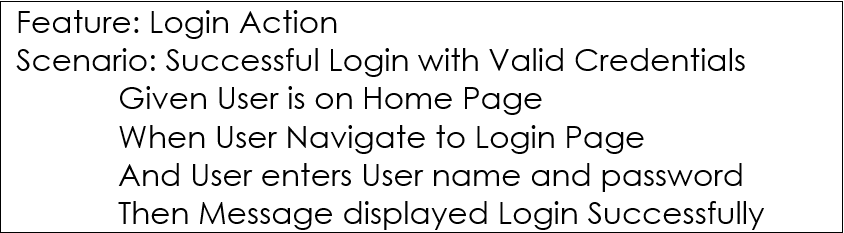 Feature: Login Action
Scenario: Successful Login with Valid Credentials
Given User is on Home Page
When User Navigate to Login Page
And User enters User name and password
Then Message displayed Login Successfully